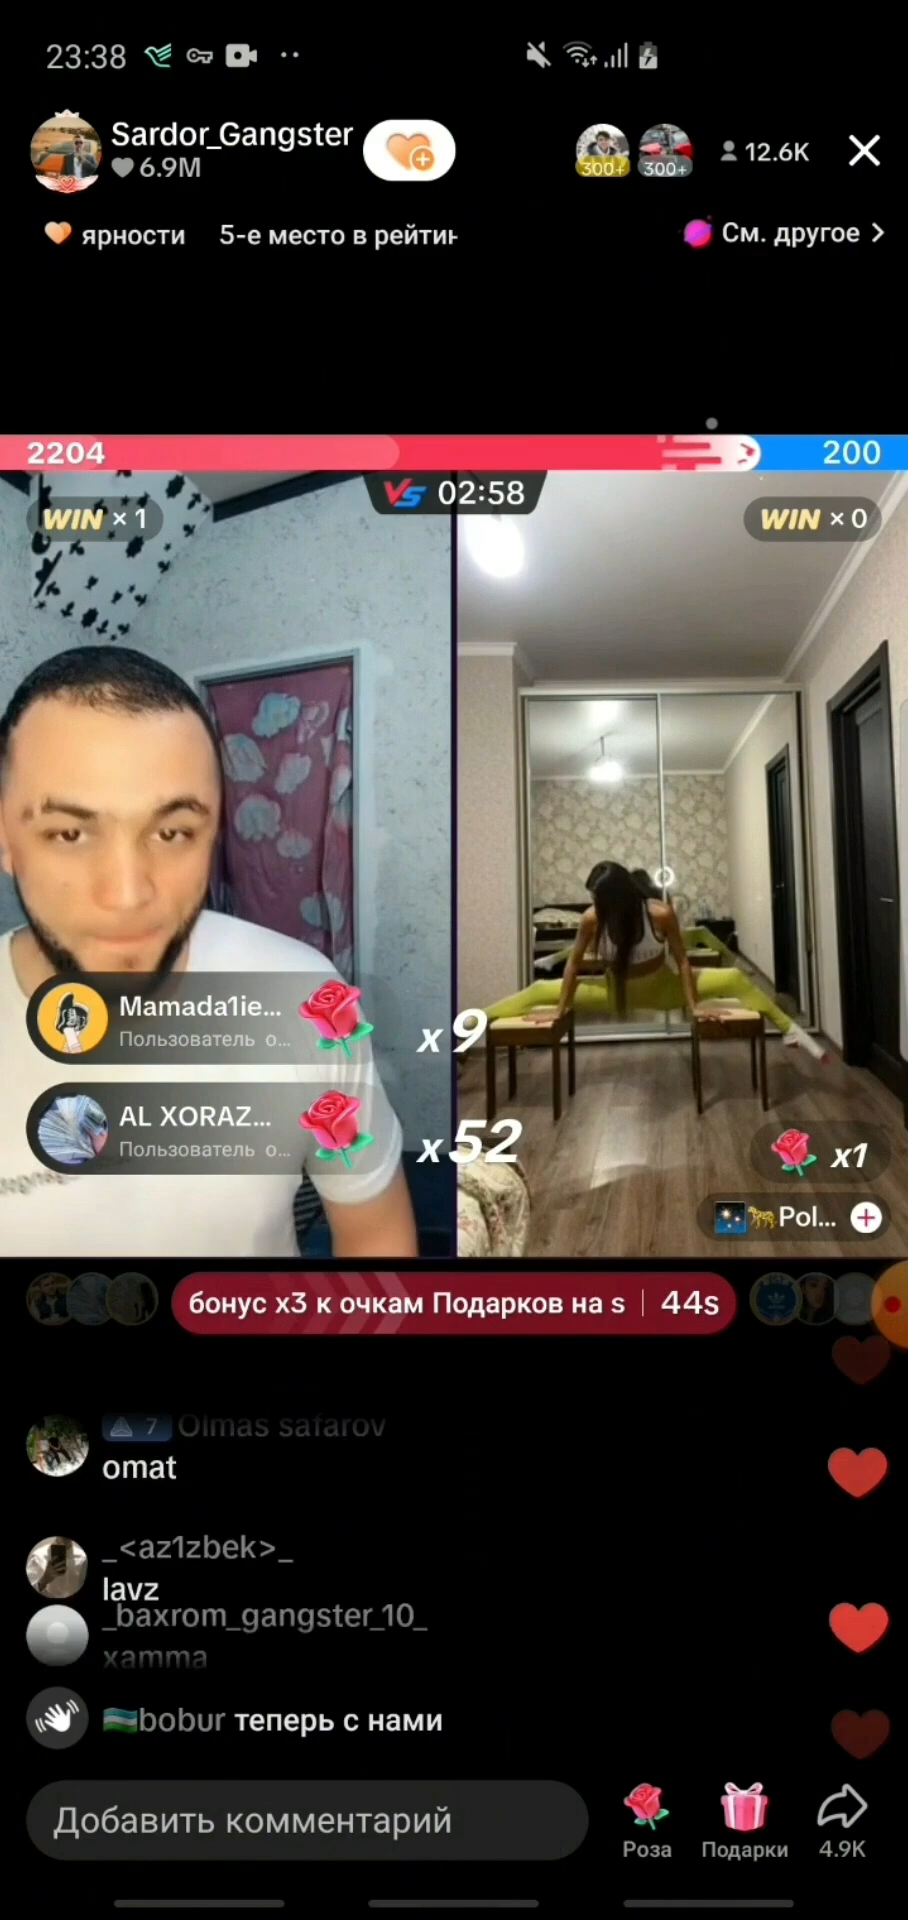 23:38
Sardor_Gangster
6.9M
300+
300+
12.6K
ярности
5-е место в рейтин
См. другое
2204
200
VS 02:58
WIN × 1
WIN × 0
Mamada1ie...
Пользователь о...
x9
AL XORAZ...
Пользователь о...
x52
x1
Pol...
бонус x3 к очкам Подарков на s | 44s
7 Olmas safarov
omat
_<az1zbek>_
lavz
_baxrom_gangster_10_
xamma
bobur теперь с нами
Добавить комментарий
Роза
Подарки
4.9K